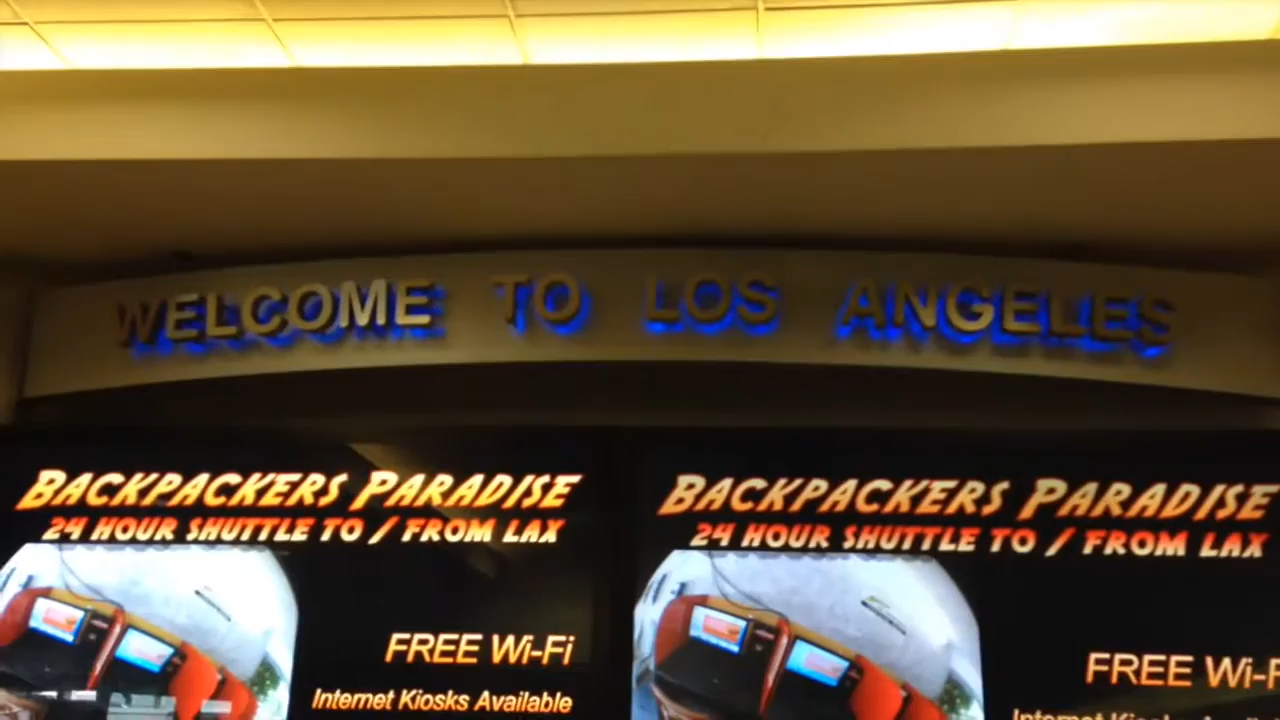 WELCOME TO LOS ANGELES
BACKPACKERS PARADISE
24 HOUR SHUTTLE TO / FROM LAX
FREE Wi-Fi
Internet Kiosks Available
BACKPACKERS PARADISE
24 HOUR SHUTTLE TO / FROM LAX
FREE Wi-F